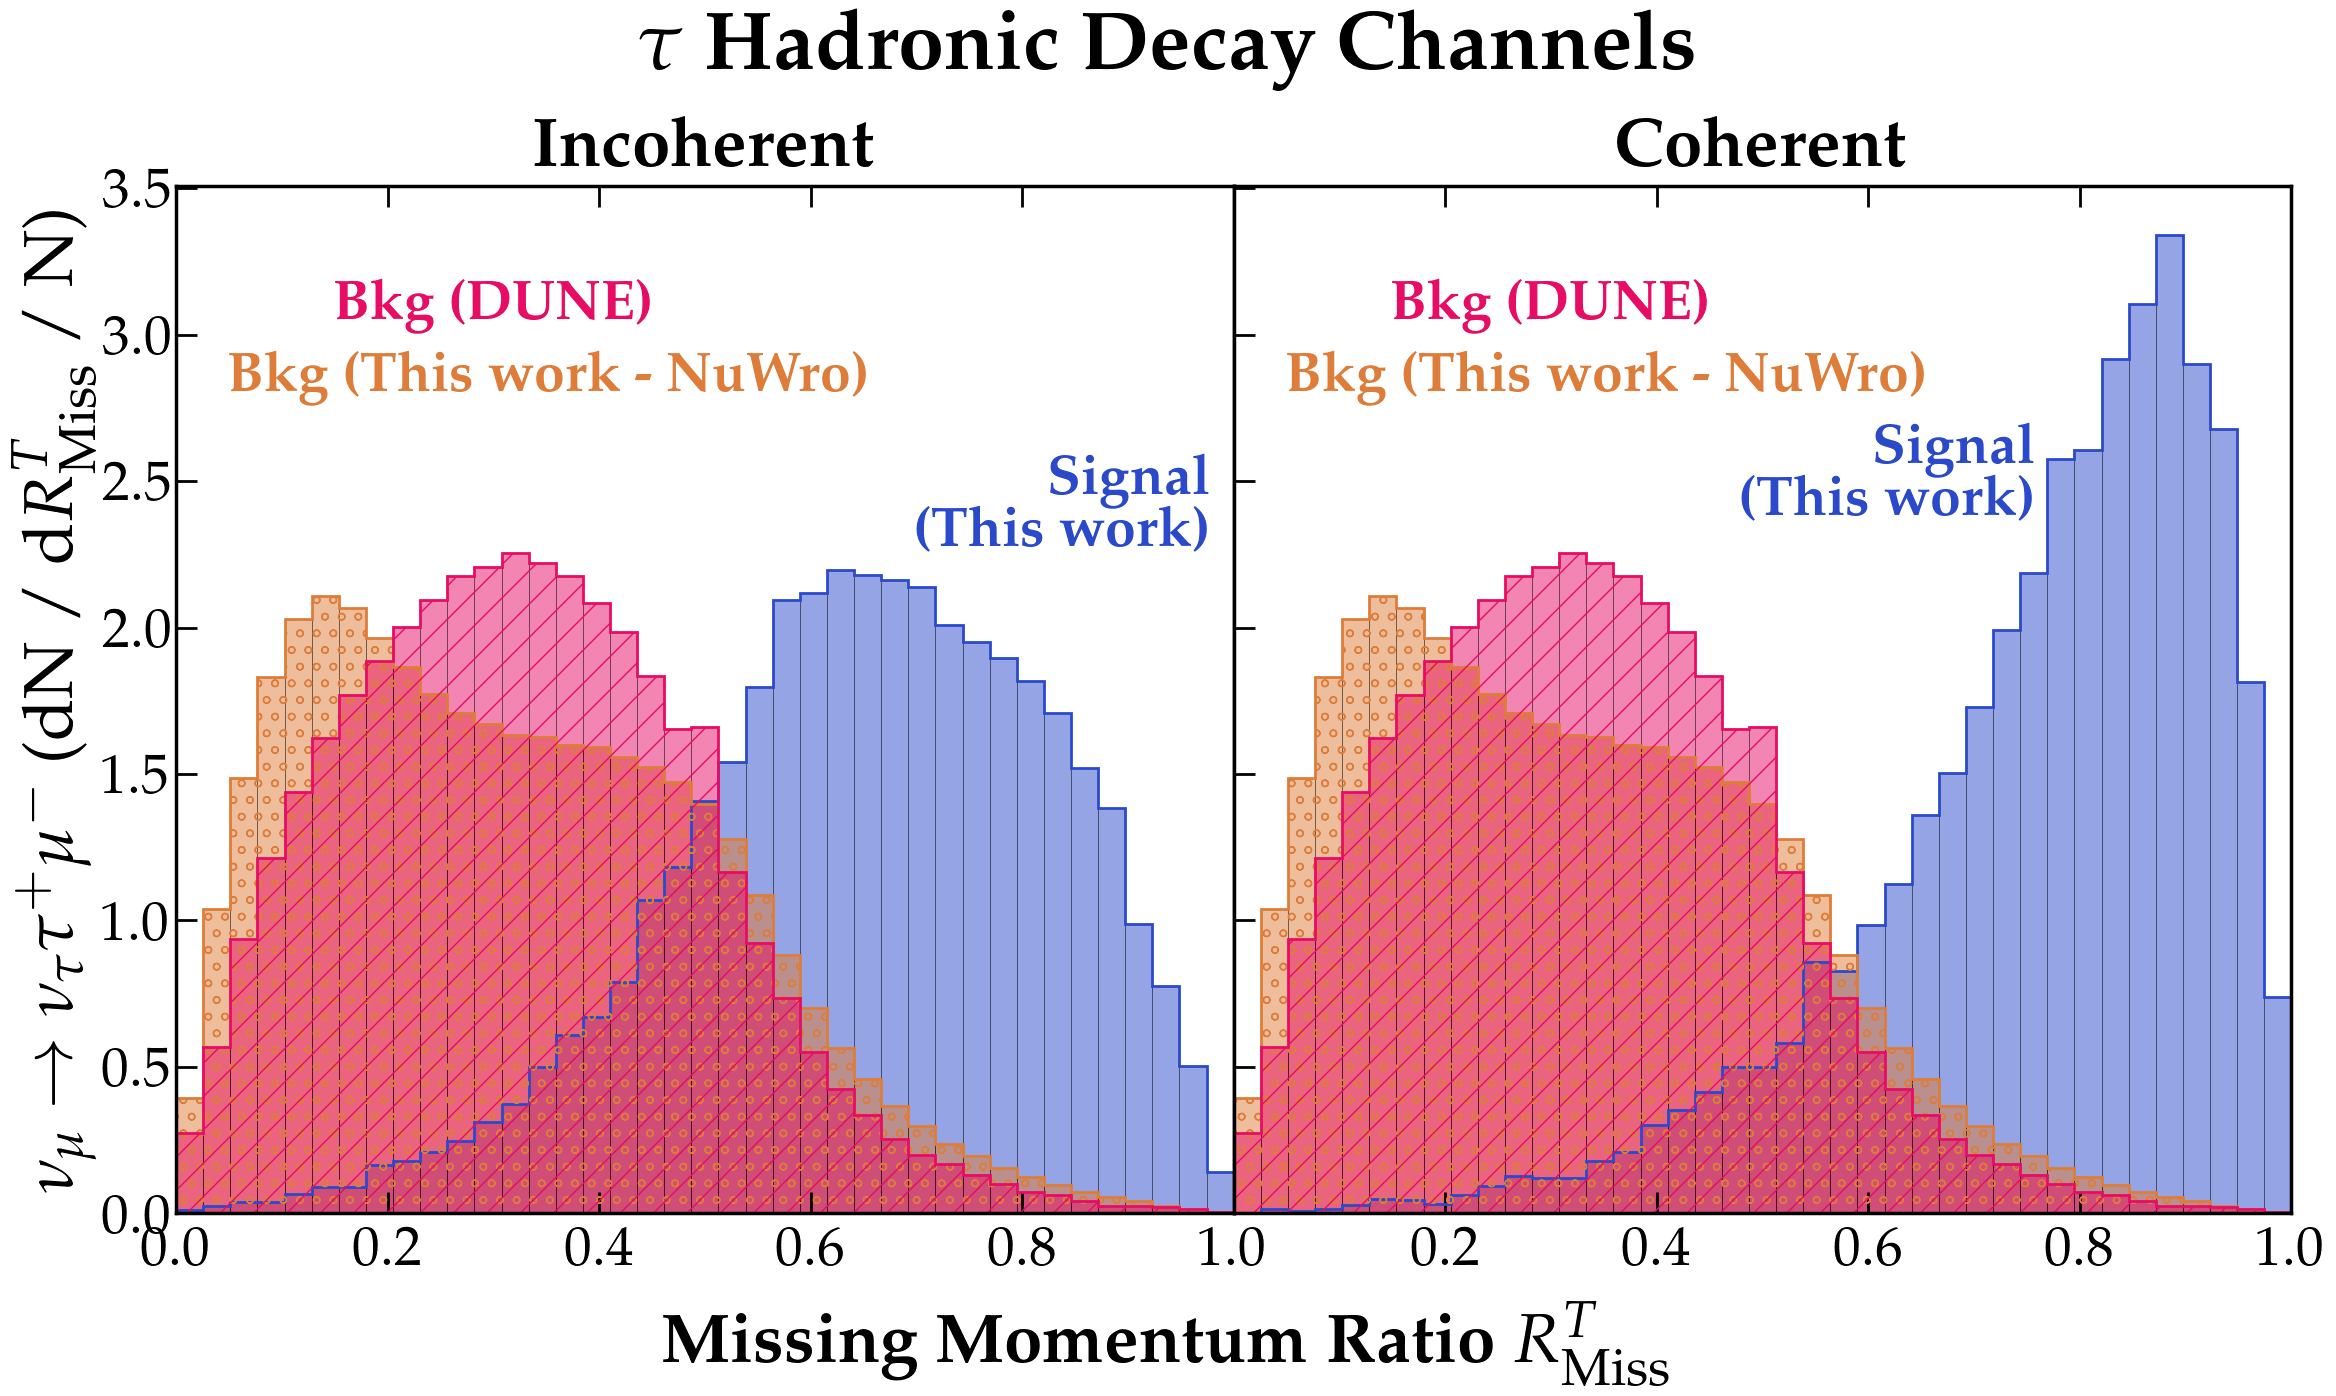 τ Hadronic Decay Channels
Incoherent
Coherent
ν_μ → ν_τ τ⁺ μ⁻ (dN / dR^T_Miss / N)
3.5
3.0
2.5
2.0
1.5
1.0
0.5
0.0
Bkg (DUNE)
Bkg (This work - NuWro)
Signal
(This work)
Bkg (DUNE)
Bkg (This work - NuWro)
Signal
(This work)
0.0 0.2 0.4 0.6 0.8 1.0 0.2 0.4 0.6 0.8 1.0
Missing Momentum Ratio R^T_Miss